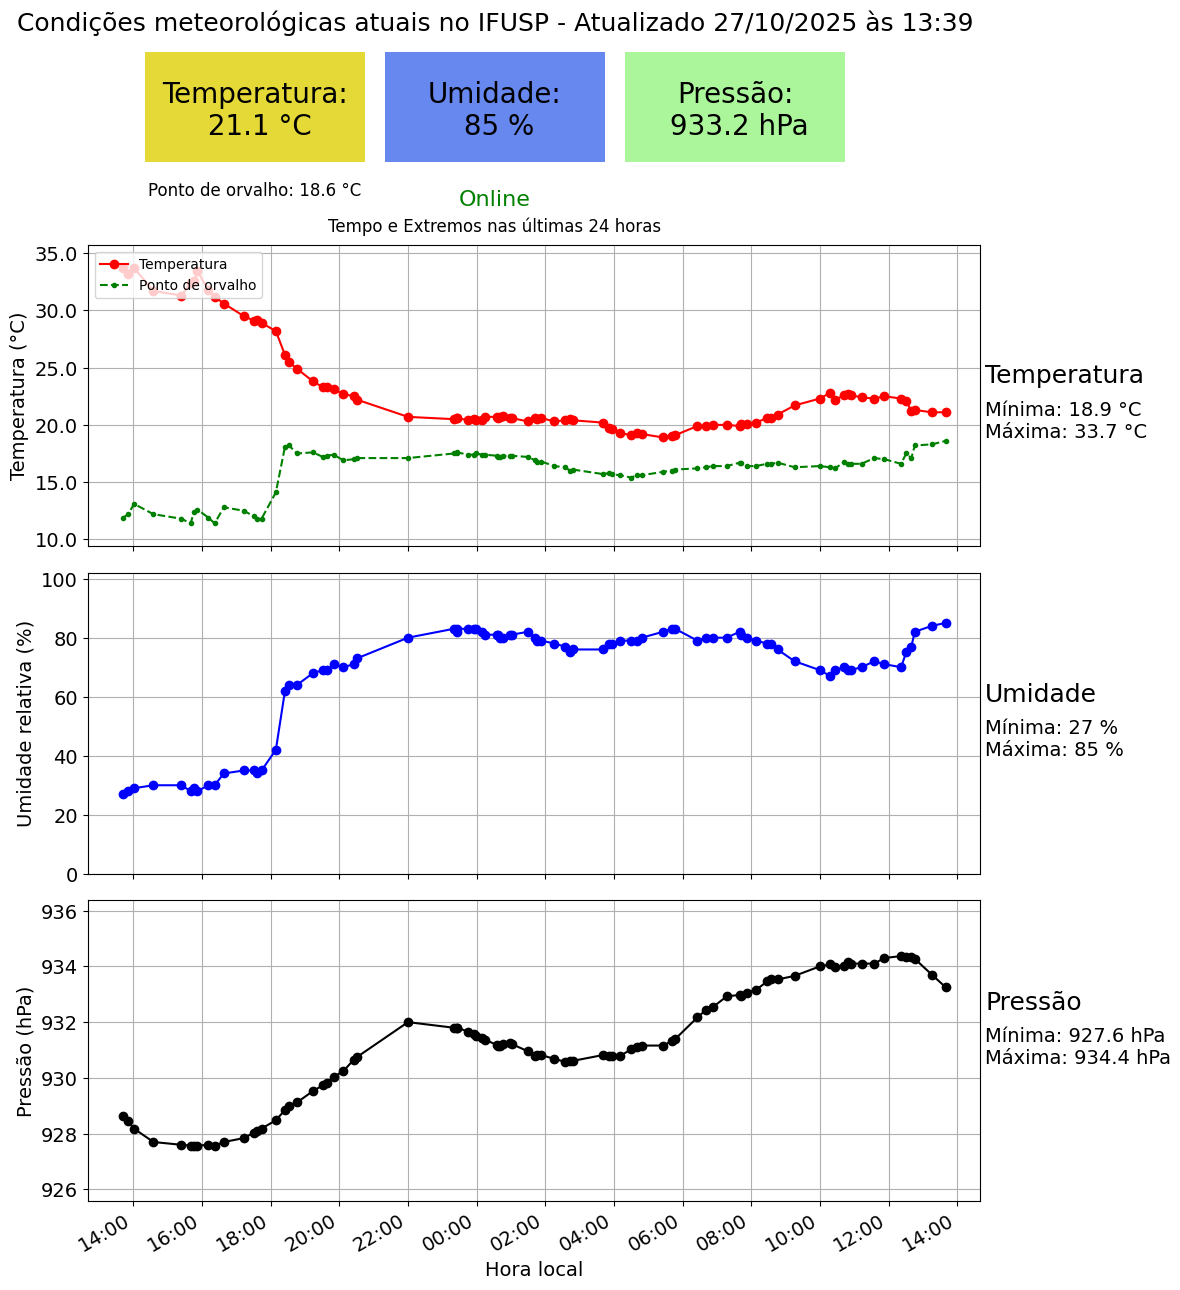 Condições meteorológicas atuais no IFUSP - Atualizado 27/10/2025 às 13:39
Temperatura:
21.1 °C
Umidade:
85 %
Pressão:
933.2 hPa
Ponto de orvalho: 18.6 °C
Online
Tempo e Extremos nas últimas 24 horas
Temperatura (°C)
35.0
30.0
25.0
20.0
15.0
10.0
Temperatura
Ponto de orvalho
Temperatura
Mínima: 18.9 °C
Máxima: 33.7 °C
Umidade relativa (%)
100
80
60
40
20
0
Umidade
Mínima: 27 %
Máxima: 85 %
Pressão (hPa)
936
934
932
930
928
926
Pressão
Mínima: 927.6 hPa
Máxima: 934.4 hPa
14:00 16:00 18:00 20:00 22:00 00:00 02:00 04:00 06:00 08:00 10:00 12:00 14:00
Hora local